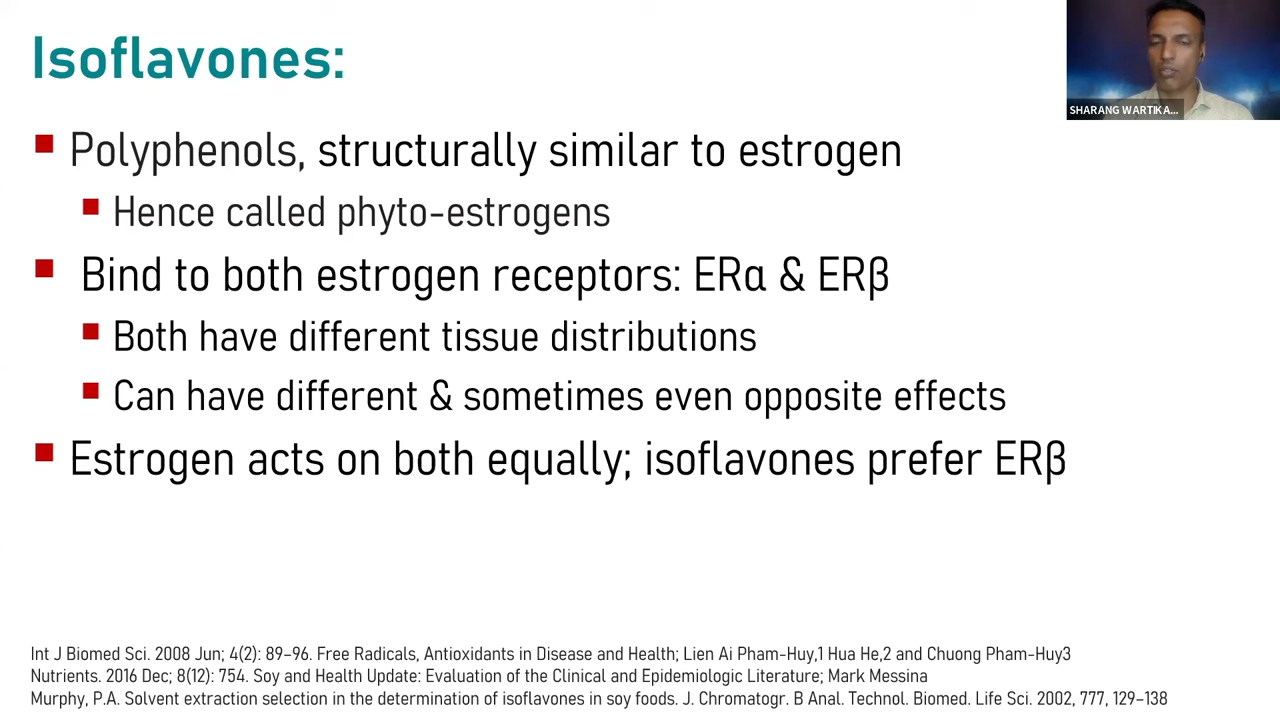 Isoflavones:
SHARANG WARTIKA...
Polyphenols, structurally similar to estrogen
Hence called phyto-estrogens
Bind to both estrogen receptors: ERα & ERβ
Both have different tissue distributions
Can have different & sometimes even opposite effects
Estrogen acts on both equally; isoflavones prefer ERβ
Int J Biomed Sci. 2008 Jun; 4(2): 89–96. Free Radicals, Antioxidants in Disease and Health; Lien Ai Pham-Huy,1 Hua He,2 and Chuong Pham-Huy3
Nutrients. 2016 Dec; 8(12): 754. Soy and Health Update: Evaluation of the Clinical and Epidemiologic Literature; Mark Messina
Murphy, P.A. Solvent extraction selection in the determination of isoflavones in soy foods. J. Chromatogr. B Anal. Technol. Biomed. Life Sci. 2002, 777, 129–138